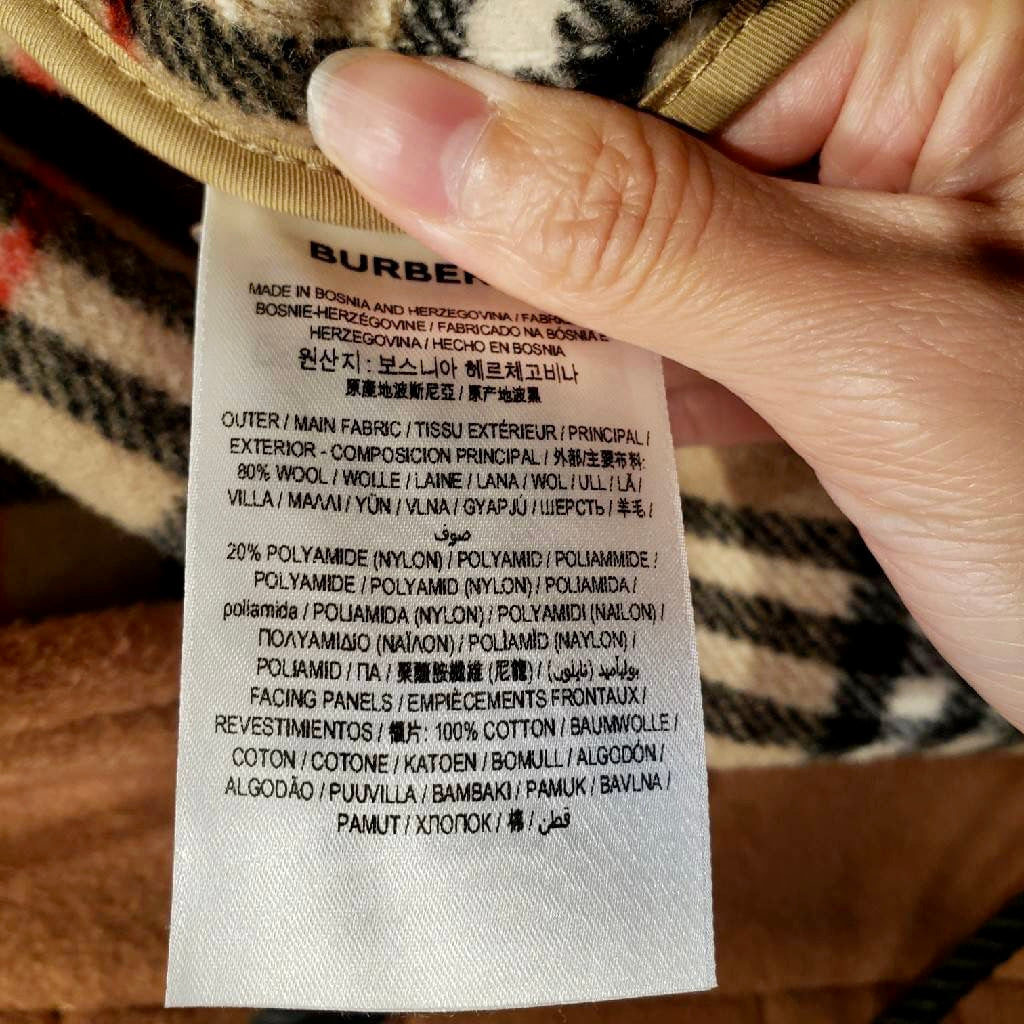 BURBER
MADE IN BOSNIA AND HERZEGOVINA / FABRI
BOSNIE-HERZÉGOVINE / FABRICADO NA BÓSNIA E
HERZEGOVINA / HECHO EN BOSNIA
원산지 : 보스니아 헤르체고비나
原產地波斯尼亞 / 原产地波黑
OUTER / MAIN FABRIC / TISSU EXTÉRIEUR / PRINCIPAL /
EXTERIOR - COMPOSICION PRINCIPAL / 外部/主要布料:
80% WOOL / WOLLE / LAINE / LANA / WOL / ULL / LÃ /
VILLA / ΜΑΛΛΙ / YÜN / VLNA / GYAPJÚ / ШЕРСТЬ / 羊毛 /
صوف
20% POLYAMIDE (NYLON) / POLYAMID / POLIAMMIDE /
POLYAMIDE / POLYAMID (NYLON) / POLIAMIDA /
poliamida / POLIAMIDA (NYLON) / POLYAMIDI (NAILON) /
ΠΟΛΥΑΜΙΔΙΟ (ΝΑΪΛΟΝ) / POLİAMİD (NAYLON) /
POLIAMID / ПА / 聚醯胺纖維 (尼龍) / بولياميد (نايلون) /
FACING PANELS / EMPIÈCEMENTS FRONTAUX /
REVESTIMIENTOS / 襟片: 100% COTTON / BAUMWOLLE /
COTON / COTONE / KATOEN / BOMULL / ALGODÓN /
ALGODÃO / PUUVILLA / BAMBAKI / PAMUK / BAVLNA /
PAMUT / ХЛОПОК / 棉 / قطن